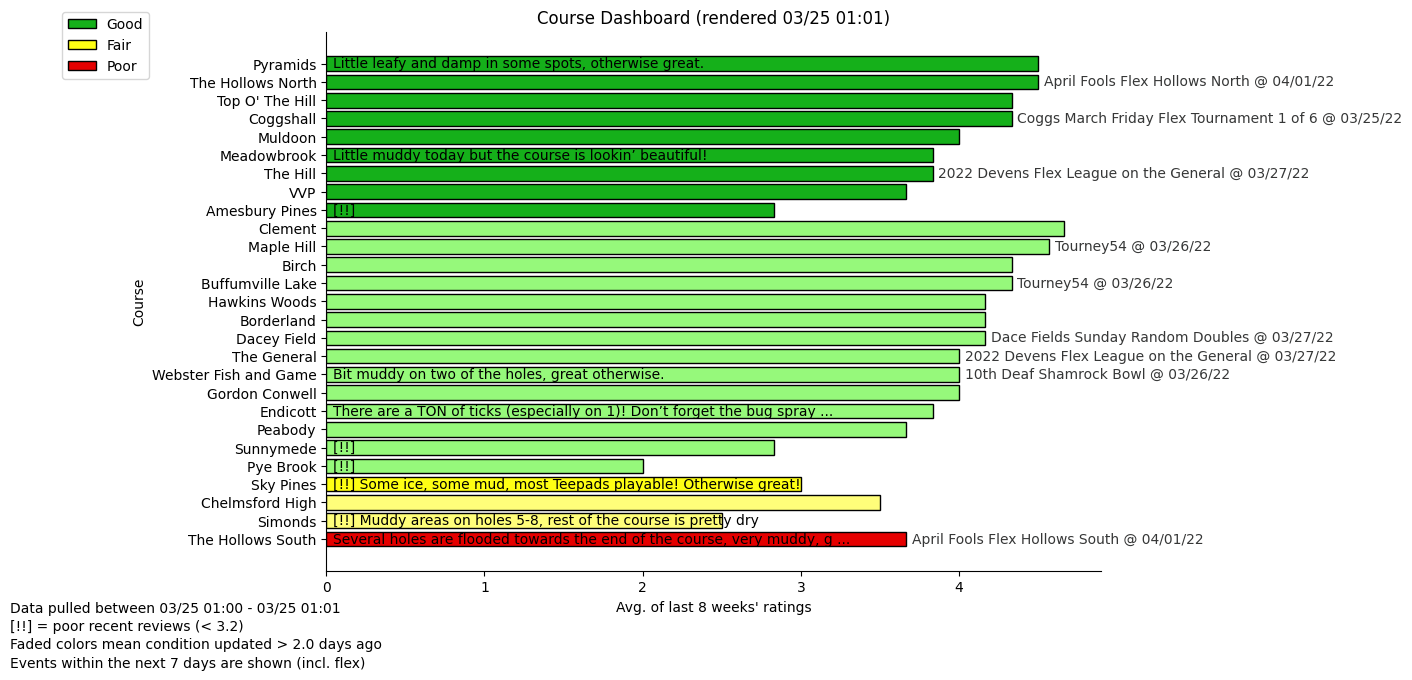 Course Dashboard (rendered 03/25 01:01)
Good
Fair
Poor
Course
Pyramids Little leafy and damp in some spots, otherwise great.
The Hollows North April Fools Flex Hollows North @ 04/01/22
Top O' The Hill
Coggshall Coggs March Friday Flex Tournament 1 of 6 @ 03/25/22
Muldoon
Meadowbrook Little muddy today but the course is lookin’ beautiful!
The Hill 2022 Devens Flex League on the General @ 03/27/22
VVP
Amesbury Pines [!!]
Clement
Maple Hill Tourney54 @ 03/26/22
Birch
Buffumville Lake Tourney54 @ 03/26/22
Hawkins Woods
Borderland
Dacey Field Dace Fields Sunday Random Doubles @ 03/27/22
The General 2022 Devens Flex League on the General @ 03/27/22
Webster Fish and Game Bit muddy on two of the holes, great otherwise. 10th Deaf Shamrock Bowl @ 03/26/22
Gordon Conwell
Endicott There are a TON of ticks (especially on 1)! Don’t forget the bug spray ...
Peabody
Sunnymede [!!]
Pye Brook [!!]
Sky Pines [!!] Some ice, some mud, most Teepads playable! Otherwise great!
Chelmsford High
Simonds [!!] Muddy areas on holes 5-8, rest of the course is pretty dry
The Hollows South Several holes are flooded towards the end of the course, very muddy, g ... April Fools Flex Hollows South @ 04/01/22
0 1 2 3 4
Avg. of last 8 weeks' ratings
Data pulled between 03/25 01:00 - 03/25 01:01
[!!] = poor recent reviews (< 3.2)
Faded colors mean condition updated > 2.0 days ago
Events within the next 7 days are shown (incl. flex)